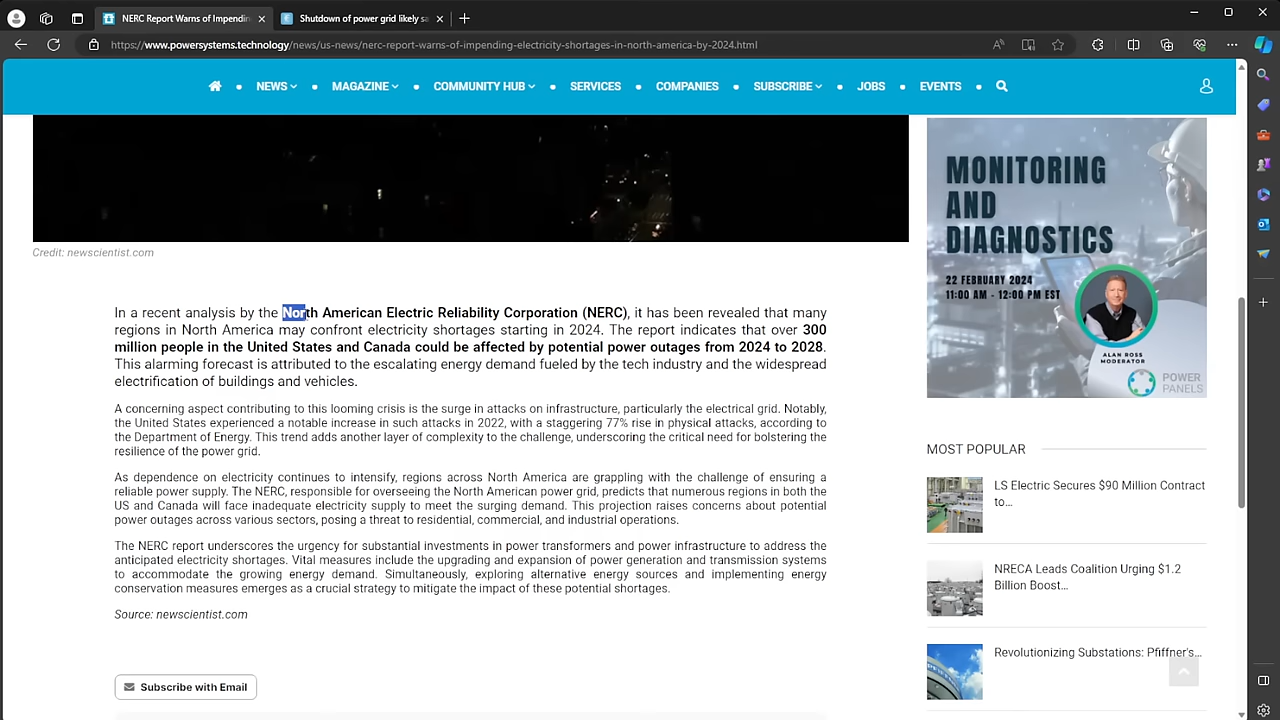 NERC Report Warns of Impendin
Shutdown of power grid likely sa
https://www.powersystems.technology/news/us-news/nerc-report-warns-of-impending-electricity-shortages-in-north-america-by-2024.html
NEWS
MAGAZINE
COMMUNITY HUB
SERVICES
COMPANIES
SUBSCRIBE
JOBS
EVENTS
Credit: newscientist.com
In a recent analysis by the North American Electric Reliability Corporation (NERC), it has been revealed that many
regions in North America may confront electricity shortages starting in 2024. The report indicates that over 300
million people in the United States and Canada could be affected by potential power outages from 2024 to 2028.
This alarming forecast is attributed to the escalating energy demand fueled by the tech industry and the widespread
electrification of buildings and vehicles.
A concerning aspect contributing to this looming crisis is the surge in attacks on infrastructure, particularly the electrical grid. Notably,
the United States experienced a notable increase in such attacks in 2022, with a staggering 77% rise in physical attacks, according to
the Department of Energy. This trend adds another layer of complexity to the challenge, underscoring the critical need for bolstering the
resilience of the power grid.
As dependence on electricity continues to intensify, regions across North America are grappling with the challenge of ensuring a
reliable power supply. The NERC, responsible for overseeing the North American power grid, predicts that numerous regions in both the
US and Canada will face inadequate electricity supply to meet the surging demand. This projection raises concerns about potential
power outages across various sectors, posing a threat to residential, commercial, and industrial operations.
The NERC report underscores the urgency for substantial investments in power transformers and power infrastructure to address the
anticipated electricity shortages. Vital measures include the upgrading and expansion of power generation and transmission systems
to accommodate the growing energy demand. Simultaneously, exploring alternative energy sources and implementing energy
conservation measures emerges as a crucial strategy to mitigate the impact of these potential shortages.
Source: newscientist.com
Subscribe with Email
MONITORING
AND
DIAGNOSTICS
22 FEBRUARY 2024
11:00 AM - 12:00 PM EST
ALAN ROSS
MODERATOR
POWER
PANELS
MOST POPULAR
LS Electric Secures $90 Million Contract
to...
NRECA Leads Coalition Urging $1.2
Billion Boost...
Revolutionizing Substations: Pfiffner's...